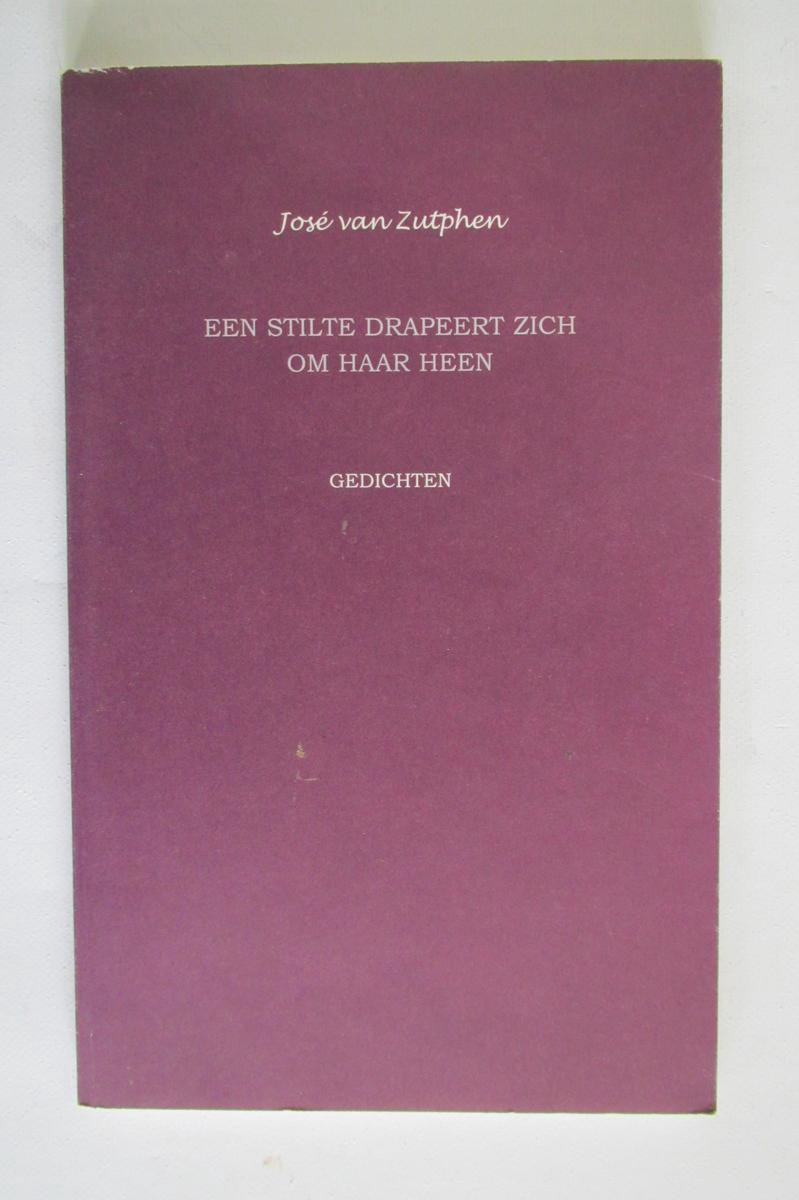 José van Zutphen
EEN STILTE DRAPEERT ZICH
OM HAAR HEEN
GEDICHTEN